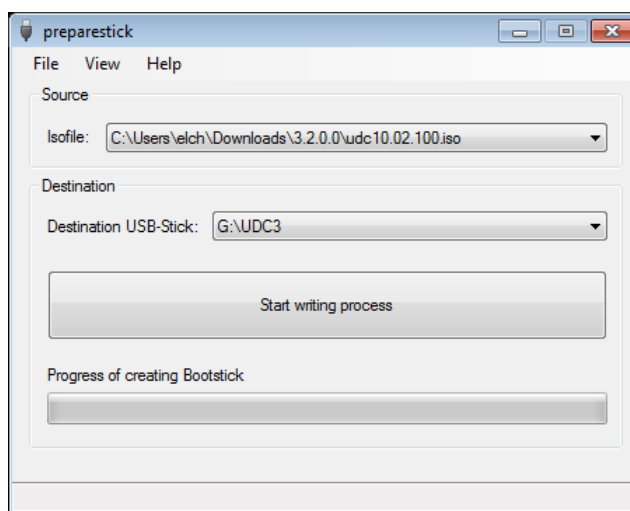 preparestick
File View Help
Source
Isofile: C:\Users\elch\Downloads\3.2.0.0\udc10.02.100.iso
Destination
Destination USB-Stick: G:\UDC3
Start writing process
Progress of creating Bootstick